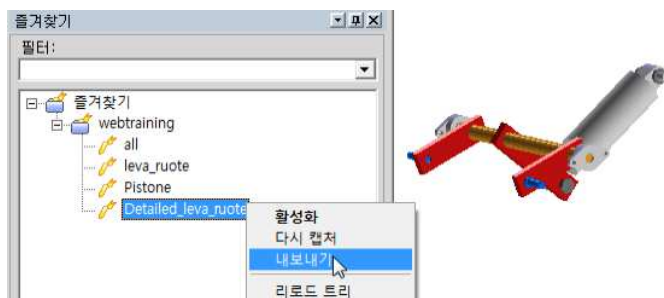 즐겨찾기
필터:
즐겨찾기
webtraining
all
leva_ruote
Pistone
Detailed_leva_ruote
활성화
다시 캡처
내보내기
리로드 트리